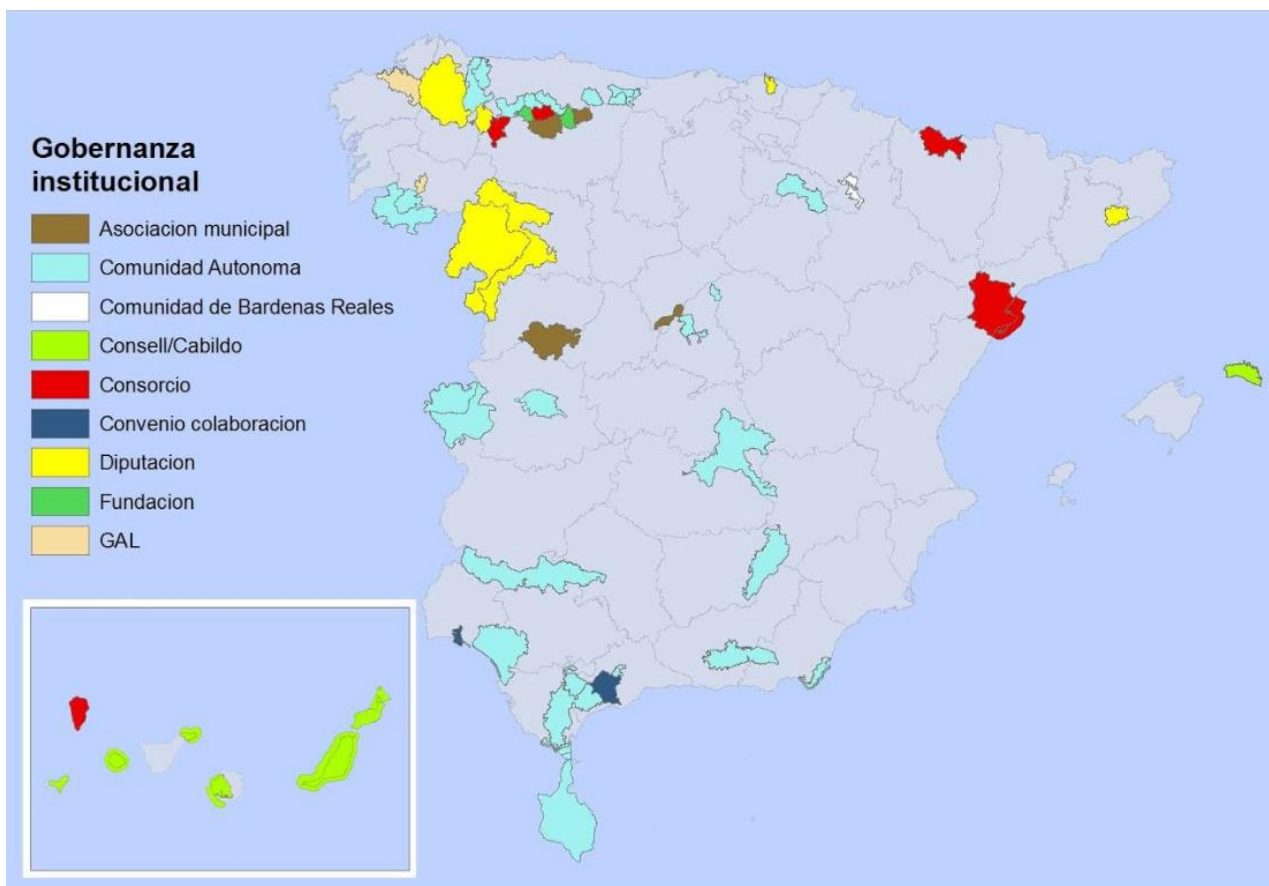 Gobernanza
institucional
Asociacion municipal
Comunidad Autonoma
Comunidad de Bardenas Reales
Consell/Cabildo
Consorcio
Convenio colaboracion
Diputacion
Fundacion
GAL